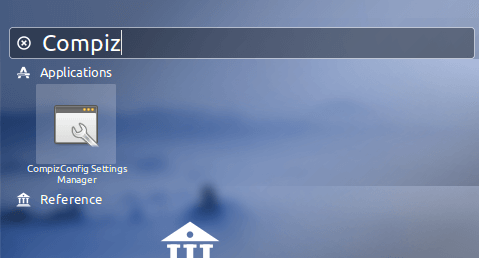 Compiz
Applications
CompizConfig Settings
Manager
Reference